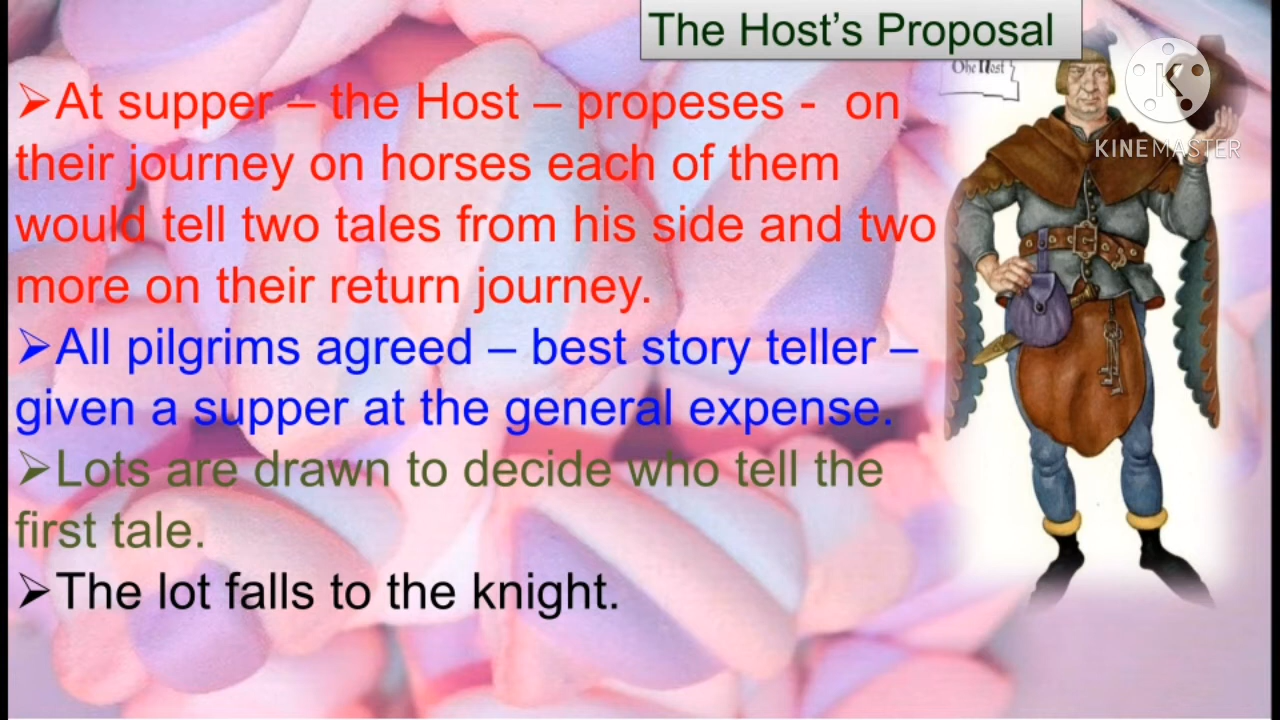 The Host's Proposal
The Host
K
KINEMASTER
➢At supper – the Host – propeses - on
their journey on horses each of them
would tell two tales from his side and two
more on their return journey.
➢All pilgrims agreed – best story teller –
given a supper at the general expense.
➢Lots are drawn to decide who tell the
first tale.
➢The lot falls to the knight.